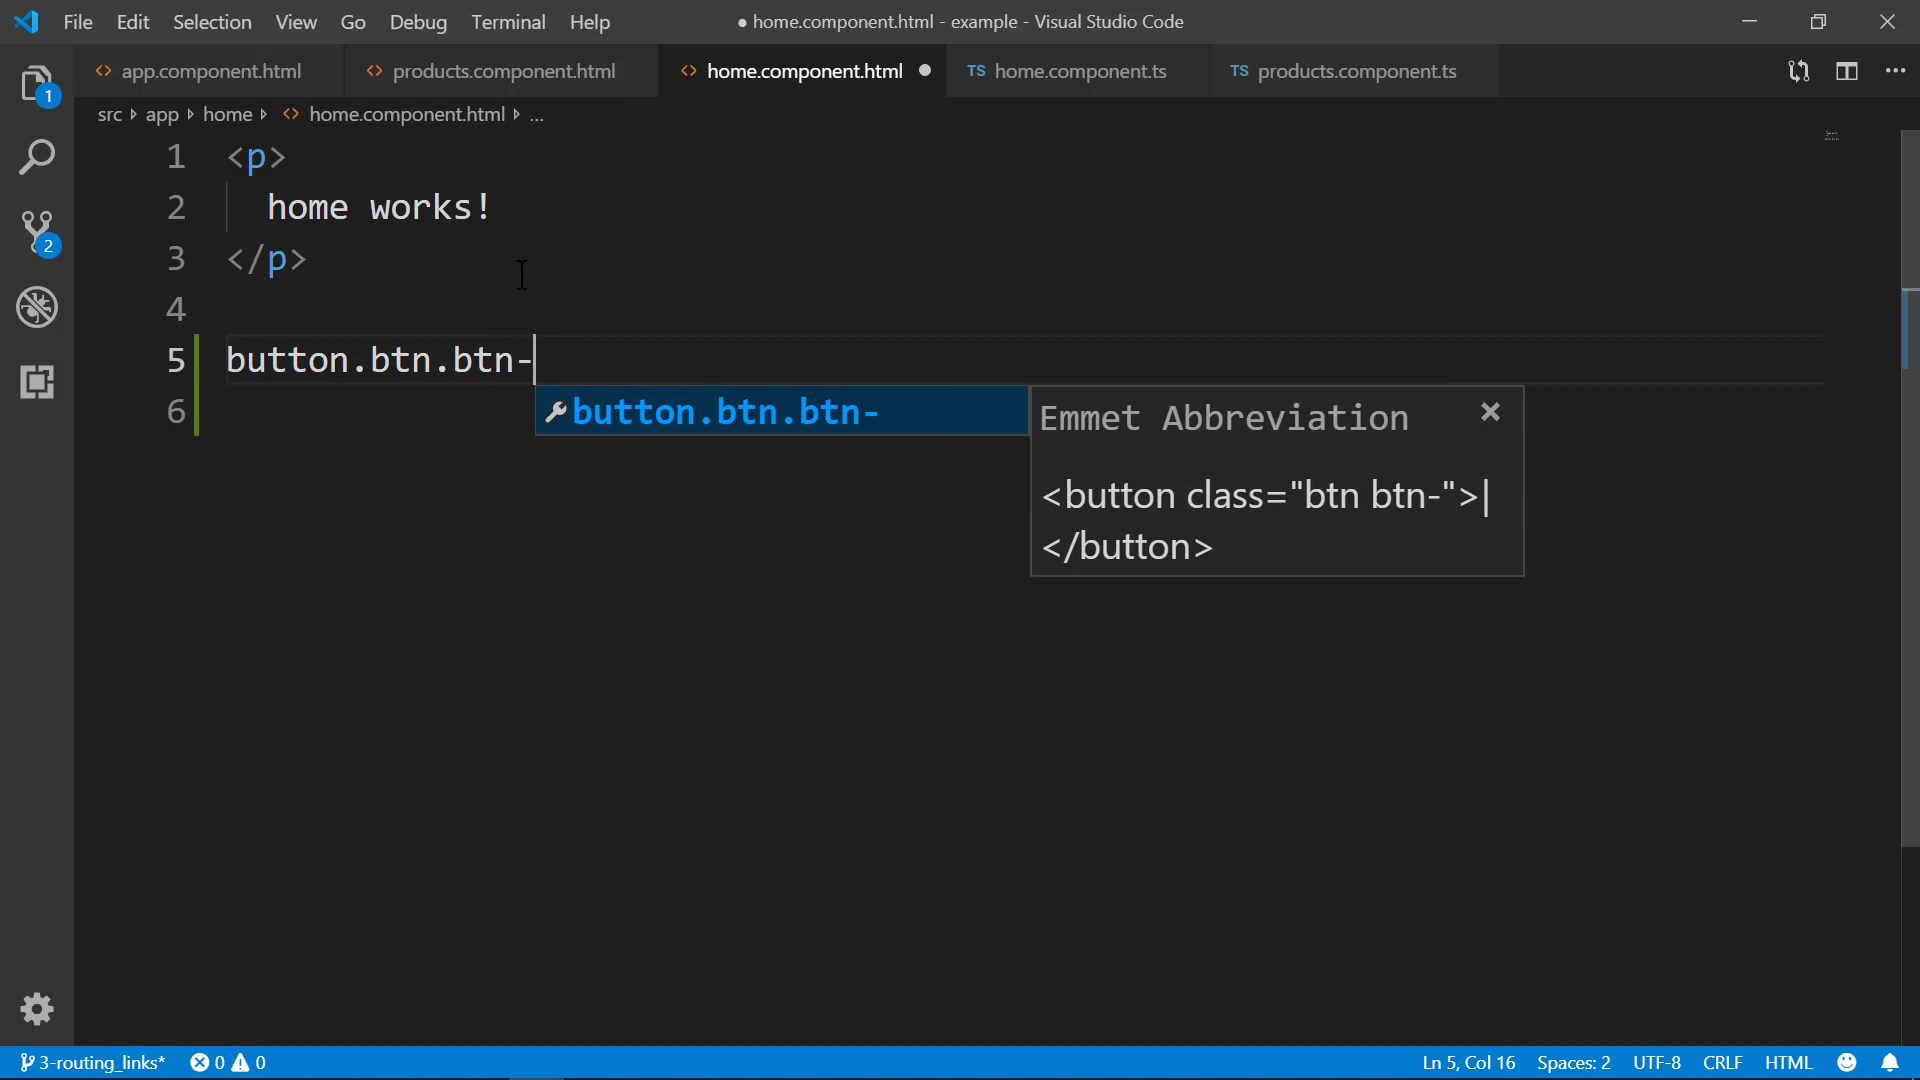 File Edit Selection View Go Debug Terminal Help ● home.component.html - example - Visual Studio Code
<> app.component.html <> products.component.html <> home.component.html ● TS home.component.ts TS products.component.ts ...
1
src > app > home > <> home.component.html > ...
1 <p>
2 home works!
3 </p>
2
4
5 button.btn.btn-
6
button.btn.btn-
Emmet Abbreviation ×
<button class="btn btn-">|
</button>
3-routing_links* 0 0 Ln 5, Col 16 Spaces: 2 UTF-8 CRLF HTML